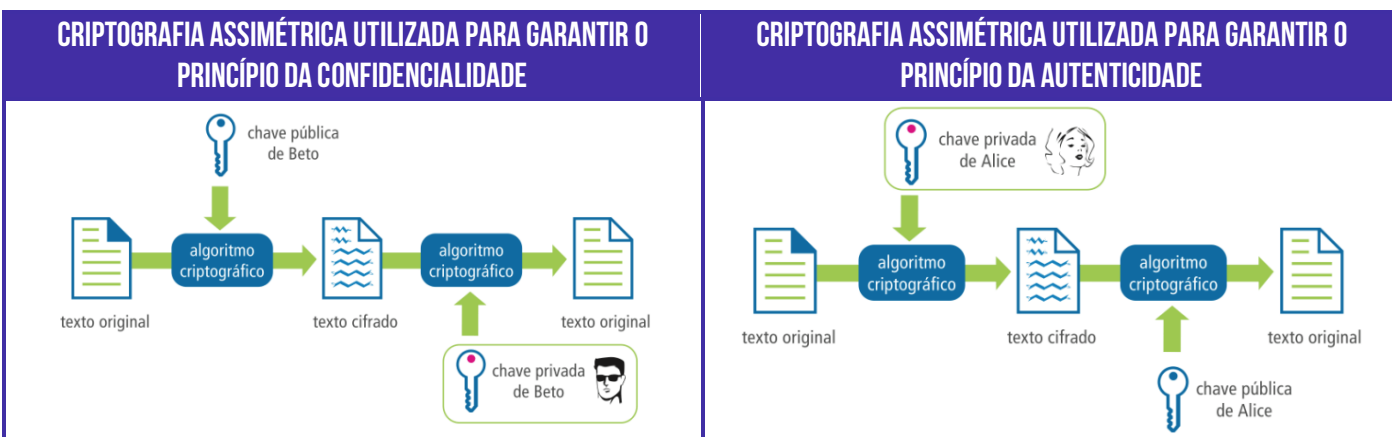 CRIPTOGRAFIA ASSIMÉTRICA UTILIZADA PARA GARANTIR O
PRINCÍPIO DA CONFIDENCIALIDADE
chave pública
de Beto
algoritmo
criptográfico
algoritmo
criptográfico
texto original
texto cifrado
texto original
chave privada
de Beto
CRIPTOGRAFIA ASSIMÉTRICA UTILIZADA PARA GARANTIR O
PRINCÍPIO DA AUTENTICIDADE
chave privada
de Alice
algoritmo
criptográfico
algoritmo
criptográfico
texto original
texto cifrado
texto original
chave pública
de Alice